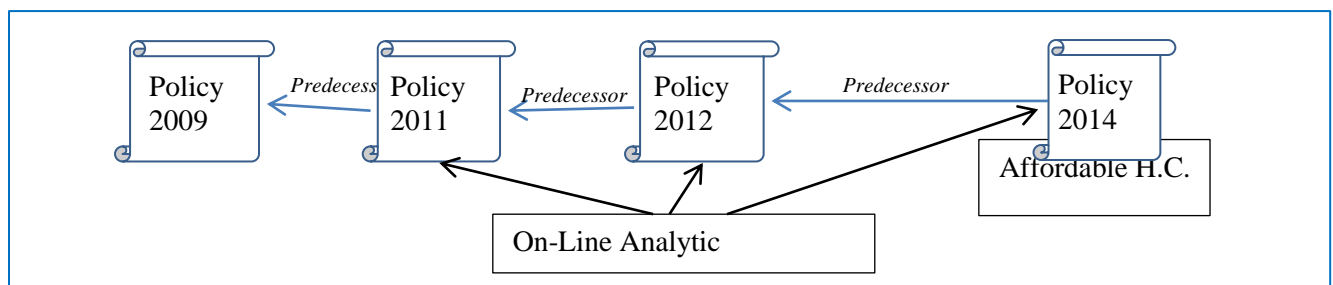 Policy
2009
Predecess
Policy
2011
Predecessor
Policy
2012
Predecessor
Policy
2014
Affordable H.C.
On-Line Analytic